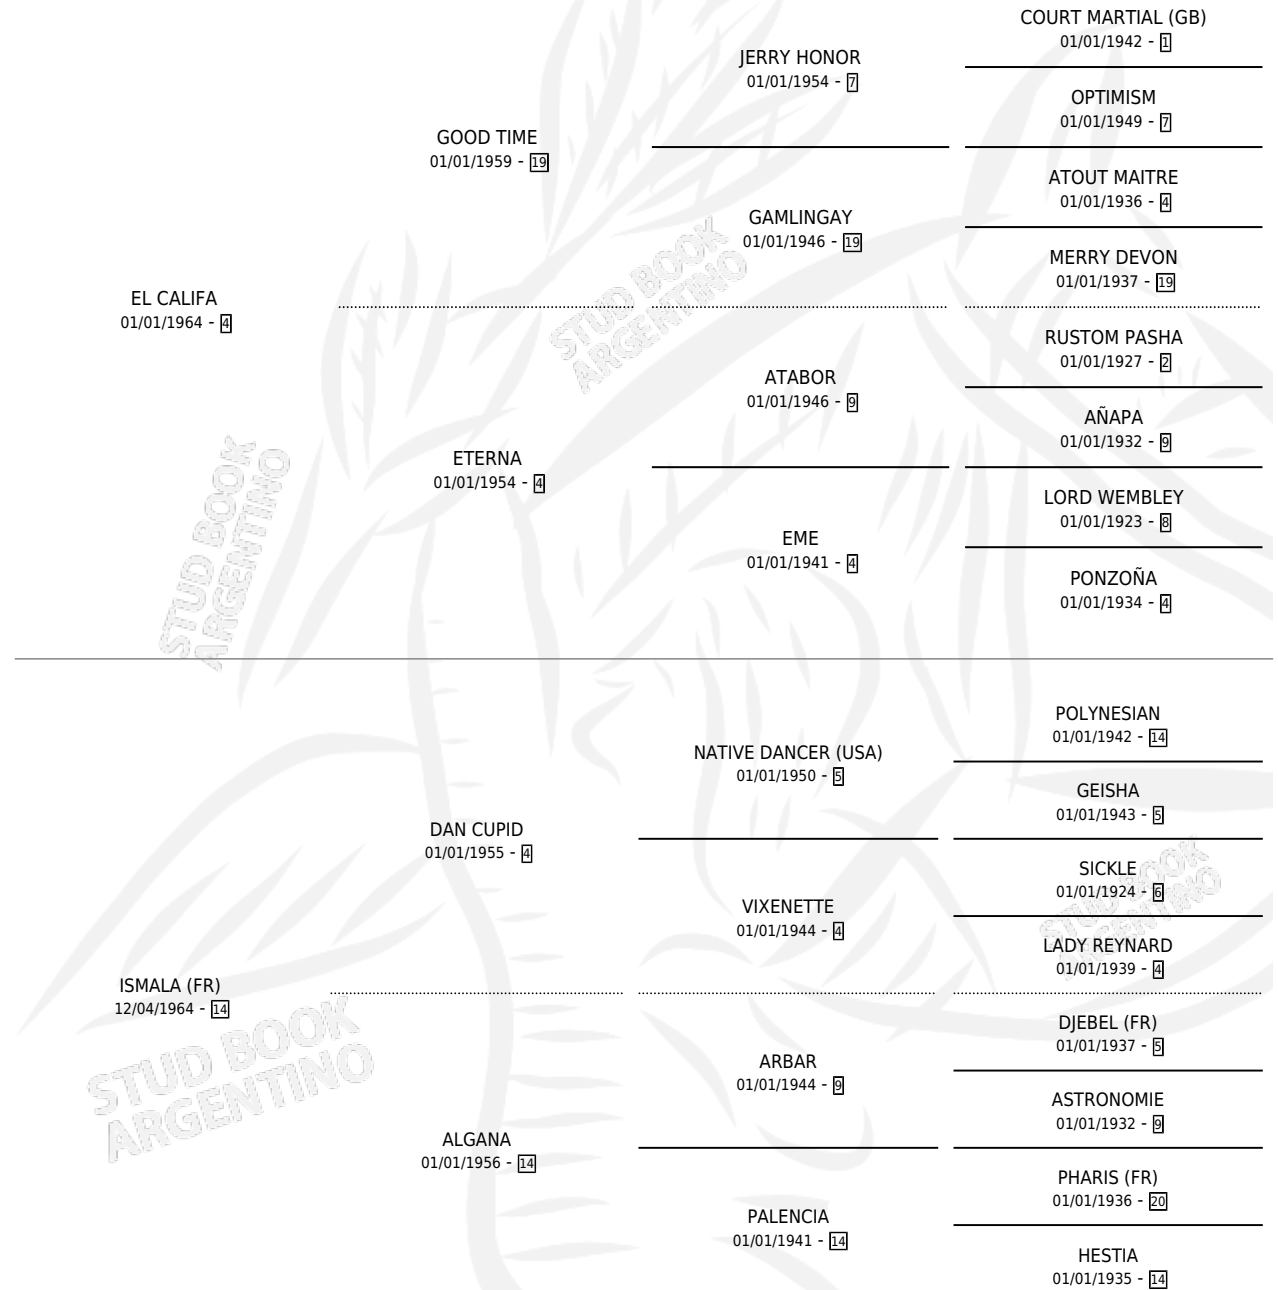 COURT MARTIAL (GB)
01/01/1942 - 1
JERRY HONOR
01/01/1954 - 7
OPTIMISM
01/01/1949 - 7
GOOD TIME
01/01/1959 - 19
ATOUT MAITRE
01/01/1936 - 4
GAMLINGAY
01/01/1946 - 19
MERRY DEVON
01/01/1937 - 19
EL CALIFA
01/01/1964 - 4
RUSTOM PASHA
01/01/1927 - 2
ATABOR
01/01/1946 - 9
AÑAPA
01/01/1932 - 9
ETERNA
01/01/1954 - 4
LORD WEMBLEY
01/01/1923 - 8
EME
01/01/1941 - 4
PONZOÑA
01/01/1934 - 4
STUD BOOK
ARGENTINO
STUD BOOK
ARGENTINO
POLYNESIAN
01/01/1942 - 14
NATIVE DANCER (USA)
01/01/1950 - 5
GEISHA
01/01/1943 - 5
DAN CUPID
01/01/1955 - 4
SICKLE
01/01/1924 - 6
VIXENETTE
01/01/1944 - 4
LADY REYNARD
01/01/1939 - 4
ISMALA (FR)
12/04/1964 - 14
DJEBEL (FR)
01/01/1937 - 5
ARBAR
01/01/1944 - 9
ASTRONOMIE
01/01/1932 - 9
ALGANA
01/01/1956 - 14
PHARIS (FR)
01/01/1936 - 20
PALENCIA
01/01/1941 - 14
HESTIA
01/01/1935 - 14
STUD BOOK
ARGENTINO
STUD BOOK
ARGENTINO